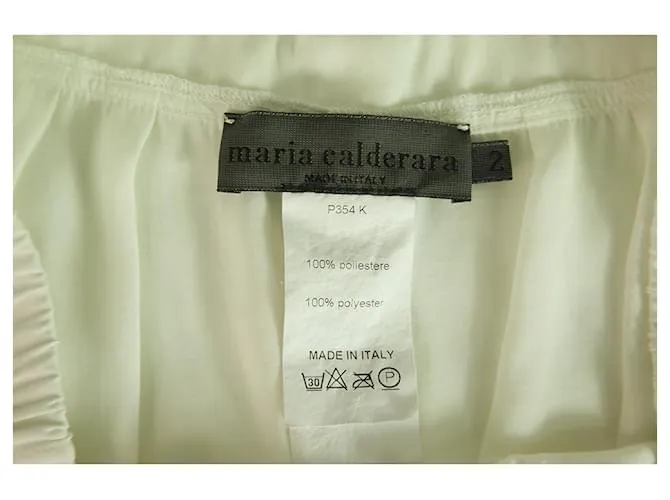 maria calderara
MADE IN ITALY
2
P354 K
100% poliestere
100% polyester
MADE IN ITALY
30 P